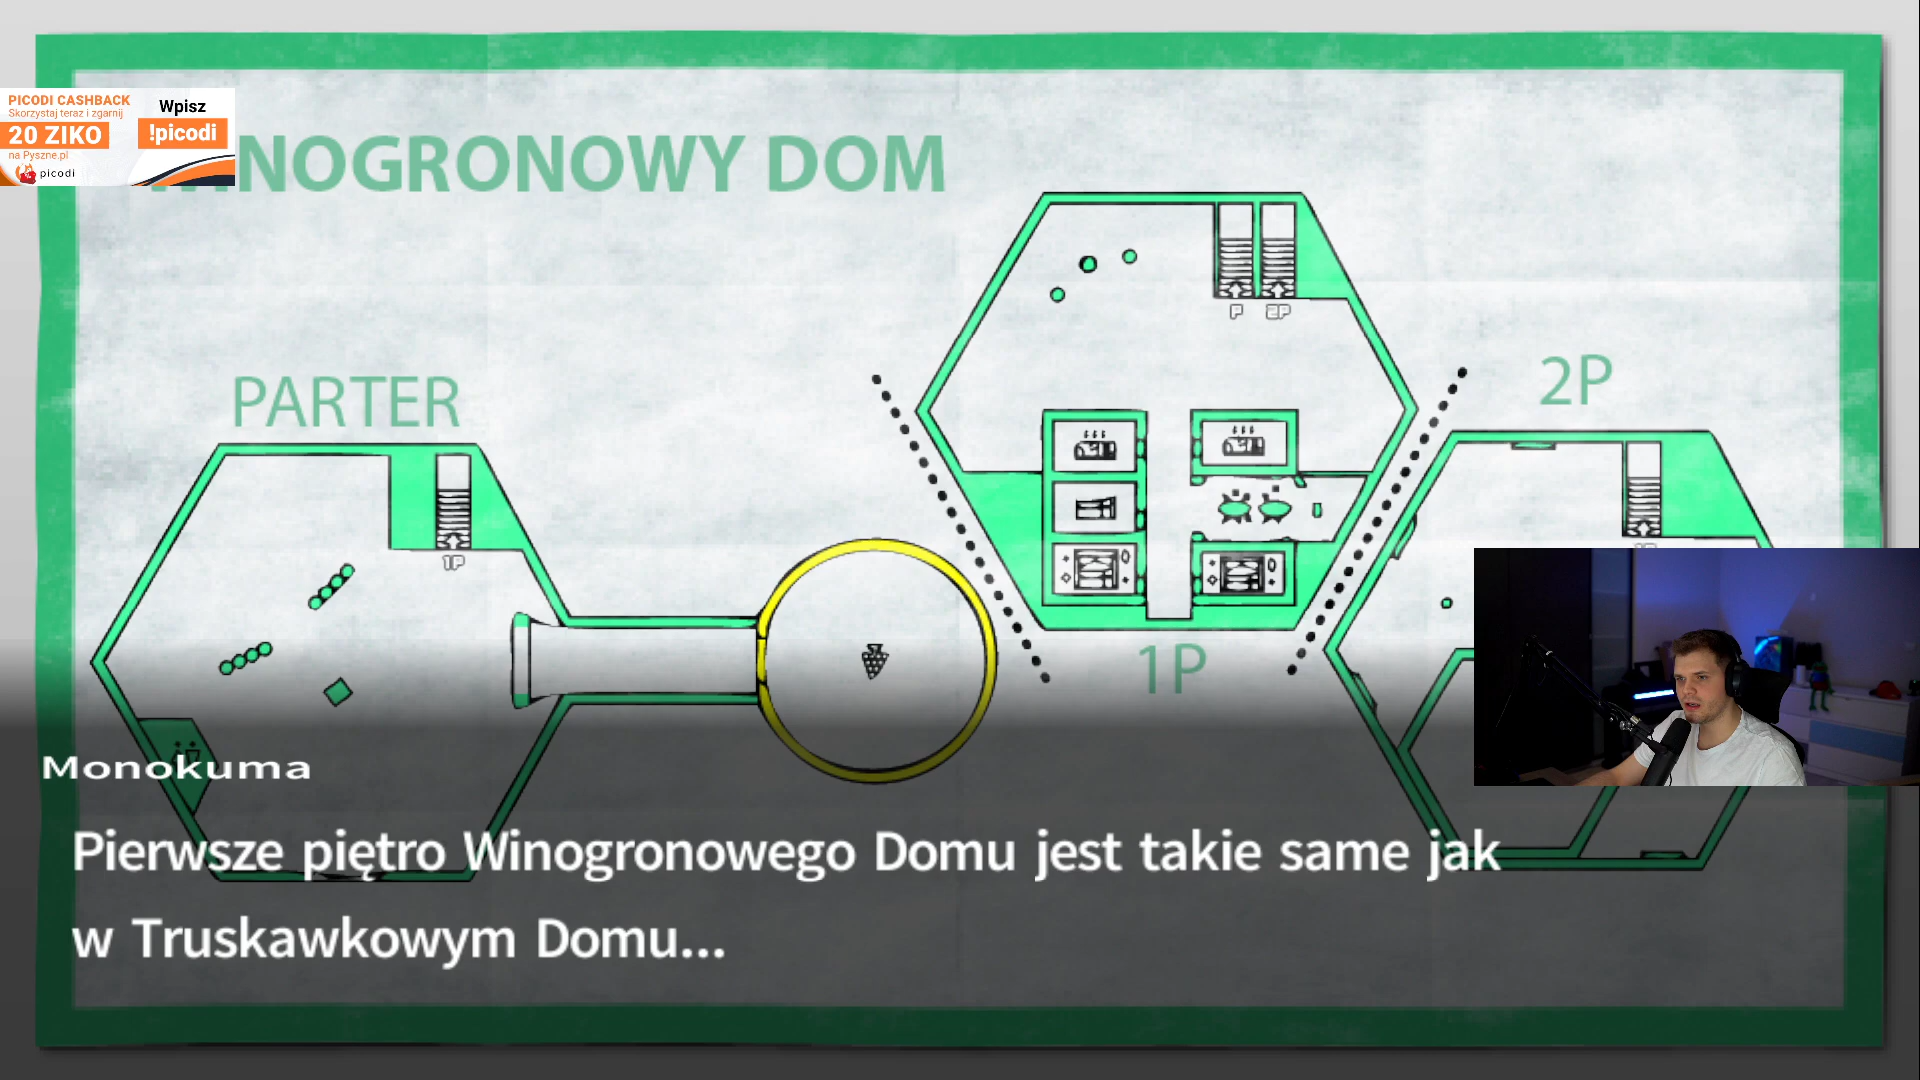 PICODI CASHBACK
Skorzystaj teraz i zgarnij
20 ZIKO
na Pyszne.pl
picodi
Wpisz
!picodi
NOGRONOWY DOM
PARTER
1P
P 2P
1P
2P
Monokuma
Pierwsze piętro Winogronowego Domu jest takie same jak
w Truskawkowym Domu...